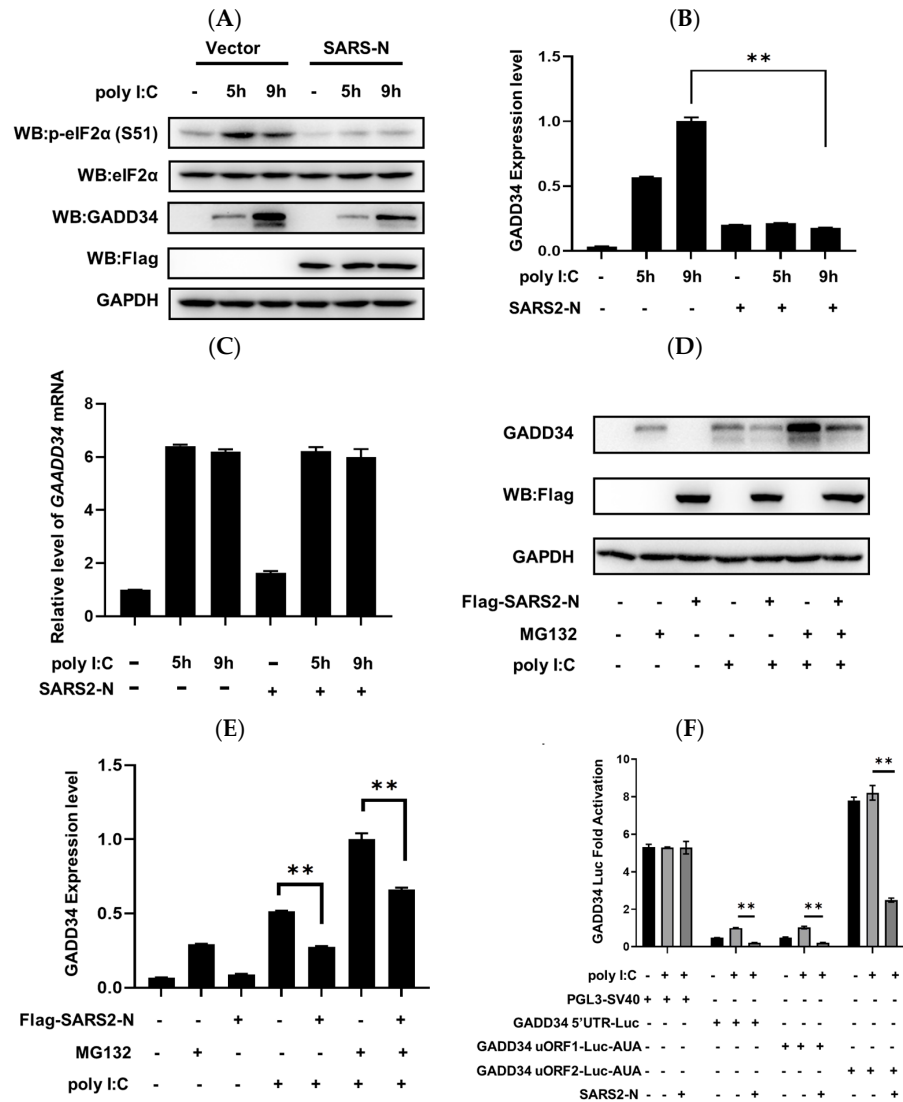 (A)
Vector SARS-N
poly I:C - 5h 9h - 5h 9h
WB:p-eIF2α (S51)
WB:eIF2α
WB:GADD34
WB:Flag
GAPDH
(B)
**
GADD34 Expression level
1.5
1.0
0.5
0.0
poly I:C - 5h 9h - 5h 9h
SARS2-N - - - + + +
(C)
Relative level of GAADD34 mRNA
8
6
4
2
0
poly I:C - 5h 9h - 5h 9h
SARS2-N - - - + + +
(D)
GADD34
WB:Flag
GAPDH
Flag-SARS2-N - - + - + - +
MG132 - + - - - + +
poly I:C - - - + + + +
(E)
GADD34 Expression level
1.5
1.0
0.5
0.0
** **
Flag-SARS2-N - - + - + - +
MG132 - + - - - + +
poly I:C - - - + + + +
(F)
GADD34 Luc Fold Activation
10
8
6
4
2
0
** ** **
poly I:C - + + - + + - + + - + +
PGL3-SV40 + + + - - - - - - - - -
GADD34 5'UTR-Luc - - - + + + - - - - - -
GADD34 uORF1-Luc-AUA - - - - - - + + + - - -
GADD34 uORF2-Luc-AUA - - - - - - - - - + + +
SARS2-N - - + - - + - - + - - +